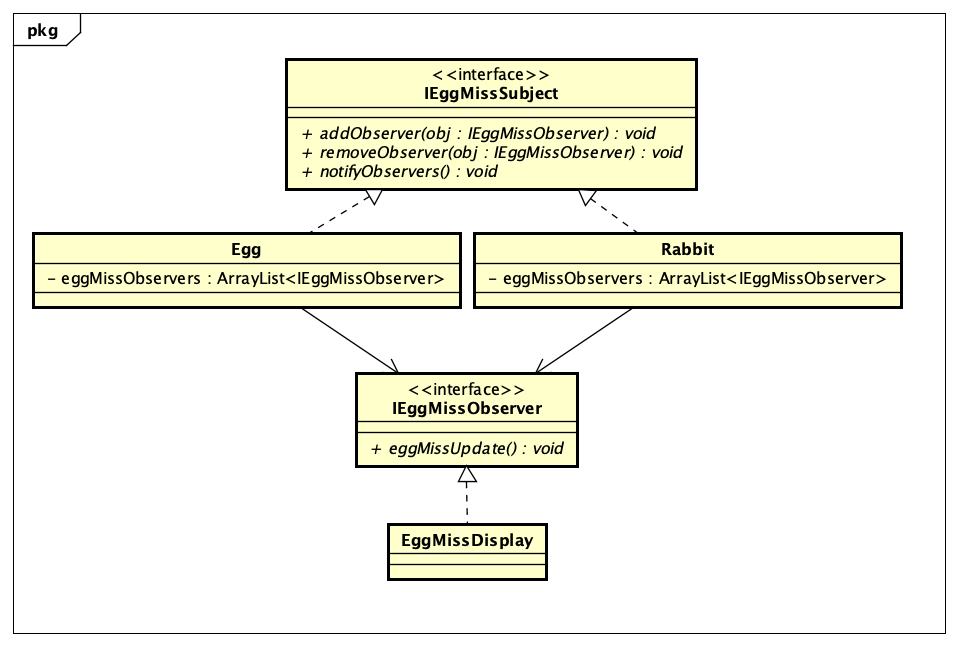 pkg
<<interface>>
IEggMissSubject
+ addObserver(obj : IEggMissObserver) : void
+ removeObserver(obj : IEggMissObserver) : void
+ notifyObservers() : void
Egg
- eggMissObservers : ArrayList<IEggMissObserver>
Rabbit
- eggMissObservers : ArrayList<IEggMissObserver>
<<interface>>
IEggMissObserver
+ eggMissUpdate() : void
EggMissDisplay